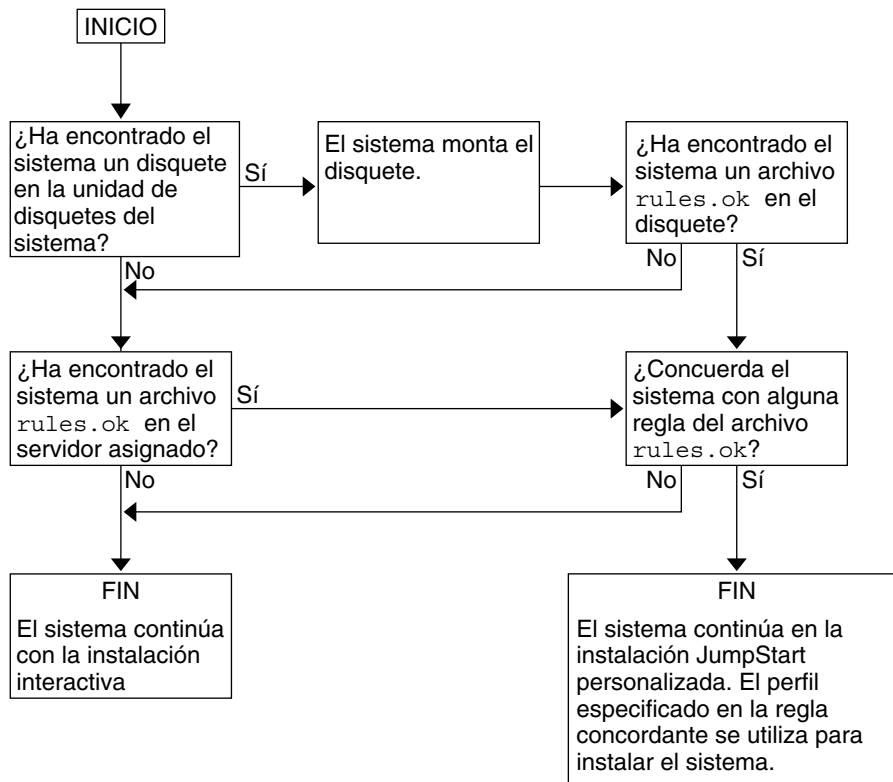 INICIO
¿Ha encontrado el
sistema un disquete
en la unidad de
disquetes del
sistema?
Sí
El sistema monta el
disquete.
¿Ha encontrado el
sistema un archivo
rules.ok en el
disquete?
No
No
Sí
¿Ha encontrado el
sistema un archivo
rules.ok en el
servidor asignado?
Sí
¿Concuerda el
sistema con alguna
regla del archivo
rules.ok?
No
No
Sí
FIN
El sistema continúa
con la instalación
interactiva
FIN
El sistema continúa en la
instalación JumpStart
personalizada. El perfil
especificado en la regla
concordante se utiliza para
instalar el sistema.